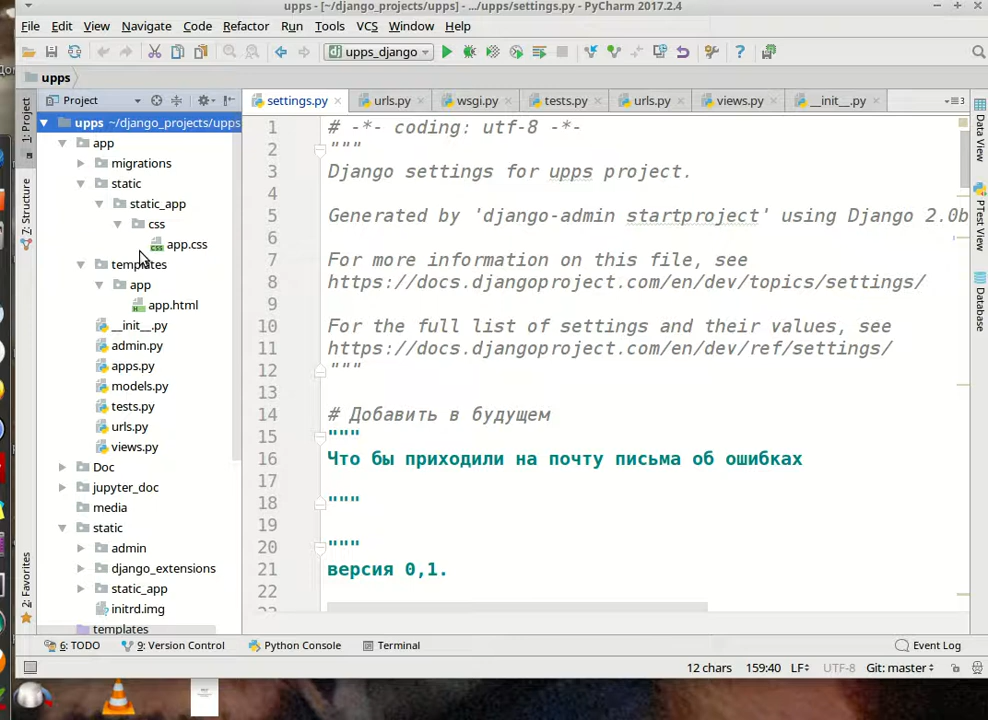 upps - [~/django_projects/upps] - .../upps/settings.py - PyCharm 2017.2.4
File Edit View Navigate Code Refactor Run Tools VCS Window Help
upps_django
upps
Project
settings.py urls.py wsgi.py tests.py urls.py views.py __init__.py
1: Project
7: Structure
2: Favorites
upps ~/django_projects/upps
app
migrations
static
static_app
css
app.css
templates
app
app.html
__init__.py
admin.py
apps.py
models.py
tests.py
urls.py
views.py
Doc
jupyter_doc
media
static
admin
django_extensions
static_app
initrd.img
templates
1 # -*- coding: utf-8 -*-
2 """
3 Django settings for upps project.
4
5 Generated by 'django-admin startproject' using Django 2.0b
6
7 For more information on this file, see
8 https://docs.djangoproject.com/en/dev/topics/settings/
9
10 For the full list of settings and their values, see
11 https://docs.djangoproject.com/en/dev/ref/settings/
12 """
13
14 # Добавить в будущем
15 """
16 Что бы приходили на почту письма об ошибках
17
18 """
19
20 """
21 версия 0,1.
22
Data View
PTest View
Database
6: TODO 9: Version Control Python Console Terminal Event Log
12 chars 159:40 LF UTF-8 Git: master